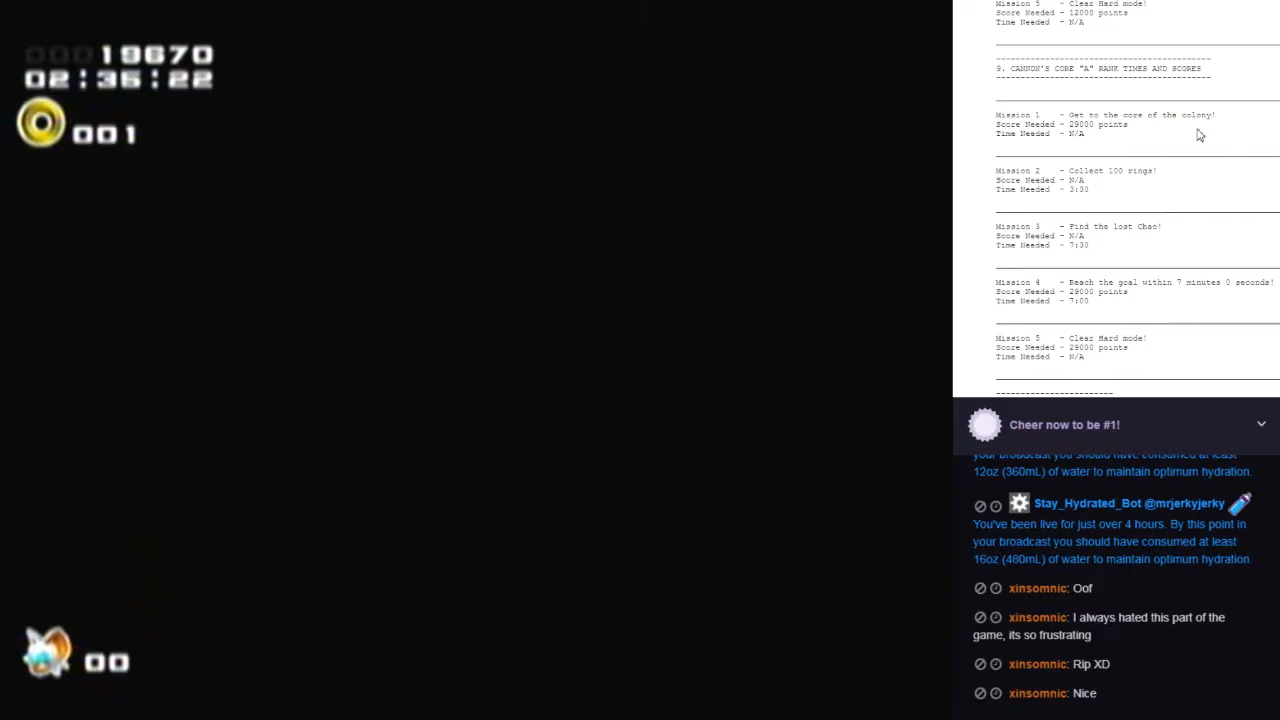 00019670
02:35:22
001
00
Mission 5 - Clear Hard mode!
Score Needed - 12000 points
Time Needed - N/A
9. CANNON'S CORE "A" RANK TIMES AND SCORES
Mission 1 - Get to the core of the colony!
Score Needed - 29000 points
Time Needed - N/A
Mission 2 - Collect 100 rings!
Score Needed - N/A
Time Needed - 3:30
Mission 3 - Find the lost Chao!
Score Needed - N/A
Time Needed - 7:30
Mission 4 - Reach the goal within 7 minutes 0 seconds!
Score Needed - 29000 points
Time Needed - 7:00
Mission 5 - Clear Hard mode!
Score Needed - 29000 points
Time Needed - N/A
Cheer now to be #1!
your broadcast you should have consumed at least
12oz (360mL) of water to maintain optimum hydration.
Stay_Hydrated_Bot @mrjerkyjerky
You've been live for just over 4 hours. By this point in
your broadcast you should have consumed at least
16oz (480mL) of water to maintain optimum hydration.
xinsomnic: Oof
xinsomnic: I always hated this part of the
game, its so frustrating
xinsomnic: Rip XD
xinsomnic: Nice